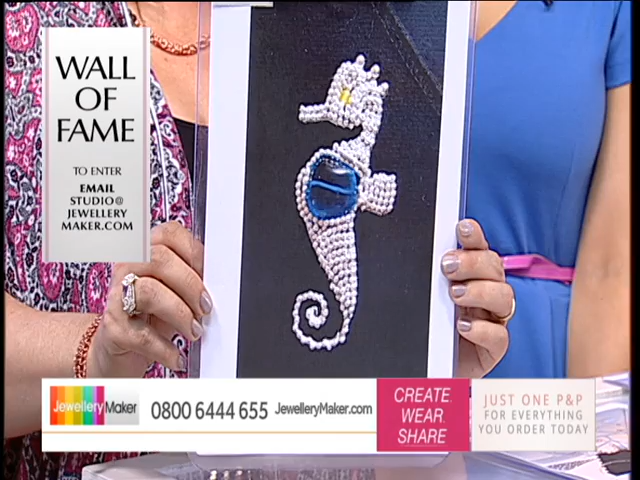 WALL
OF
FAME
TO ENTER
EMAIL
STUDIO@
JEWELLERY
MAKER.COM
JewelleryMaker
0800 6444 655 JewelleryMaker.com
CREATE.
WEAR.
SHARE
JUST ONE P&P
FOR EVERYTHING
YOU ORDER TODAY